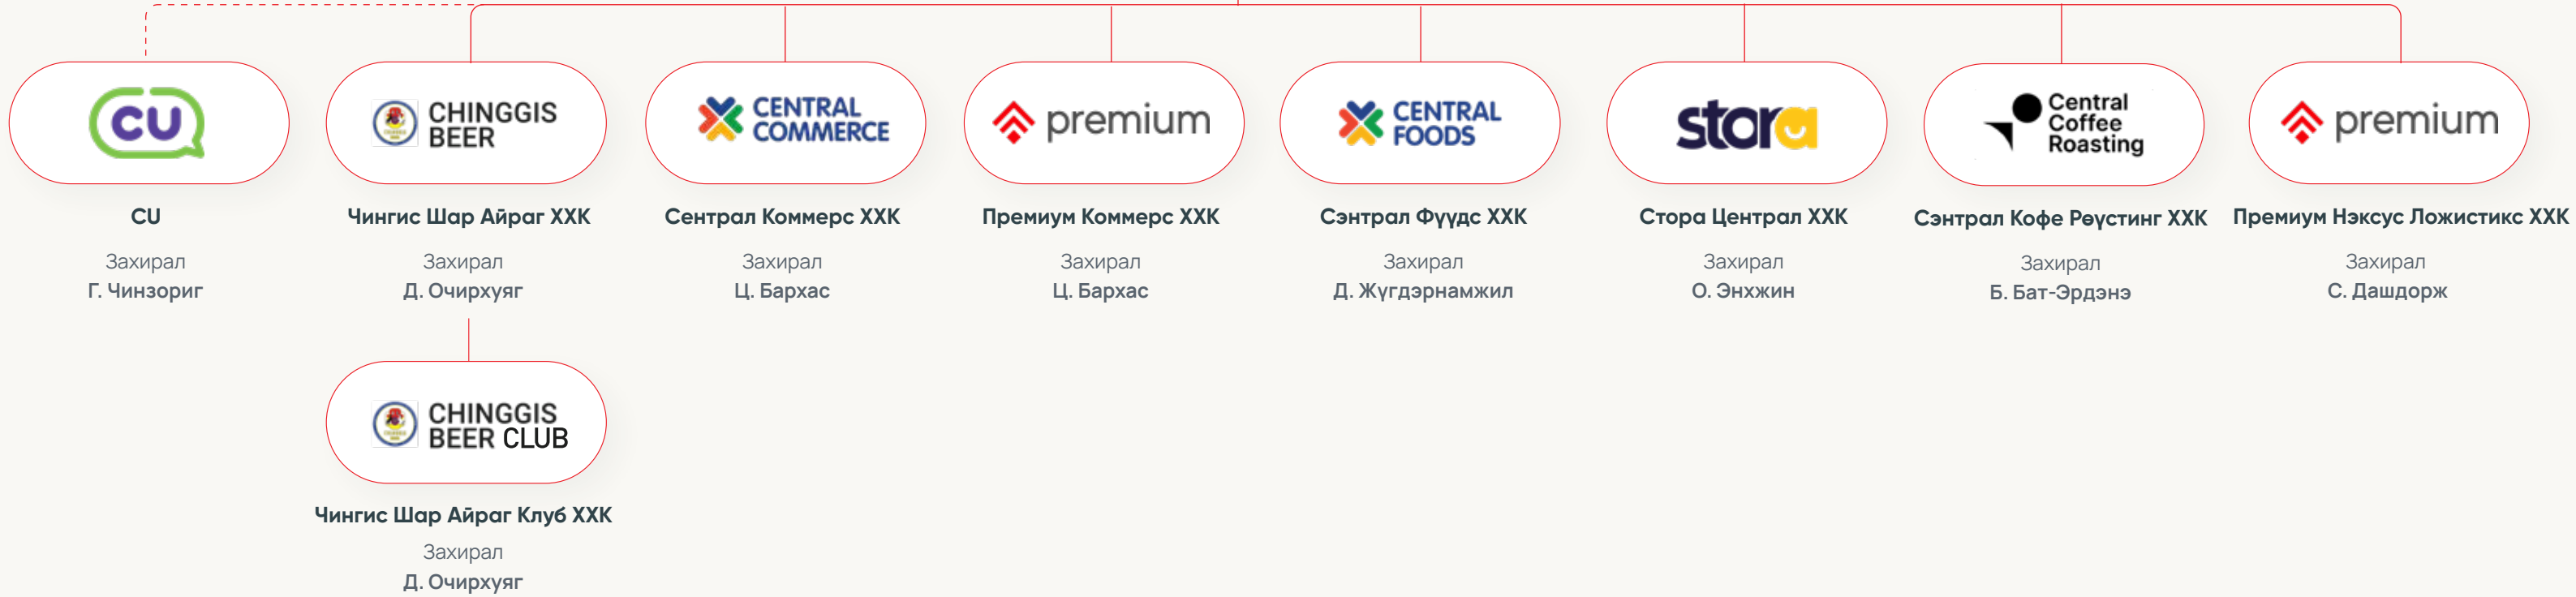 CU
CU
Захирал
Г. Чинзориг
CHINGGIS
BEER
Чингис Шар Айраг ХХК
Захирал
Д. Очирхуяг
CHINGGIS
BEER CLUB
Чингис Шар Айраг Клуб ХХК
Захирал
Д. Очирхуяг
CENTRAL
COMMERCE
Сентрал Коммерс ХХК
Захирал
Ц. Бархас
premium
Премиум Коммерс ХХК
Захирал
Ц. Бархас
CENTRAL
FOODS
Сэнтрал Фүүдс ХХК
Захирал
Д. Жүгдэрнамжил
stora
Стора Централ ХХК
Захирал
О. Энхжин
Central
Coffee
Roasting
Сэнтрал Кофе Рөүстинг ХХК
Захирал
Б. Бат-Эрдэнэ
premium
Премиум Нэксус Ложистикс ХХК
Захирал
С. Дашдорж